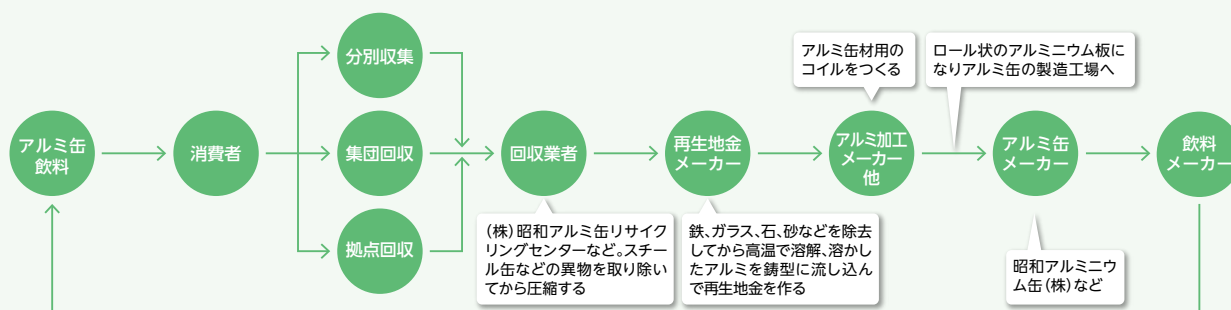 アルミ缶
飲料
消費者
分別収集
集団回収
拠点回収
回収業者
(株)昭和アルミ缶リサイク
リングセンターなど。スチー
ル缶などの異物を取り除い
てから圧縮する
再生地金
メーカー
鉄、ガラス、石、砂などを除去
してから高温で溶解、溶かし
たアルミを鋳型に流し込ん
で再生地金を作る
アルミ缶材用の
コイルをつくる
アルミ加工
メーカー
他
ロール状のアルミニウム板に
なりアルミ缶の製造工場へ
アルミ缶
メーカー
昭和アルミニウ
ム缶(株)など
飲料
メーカー